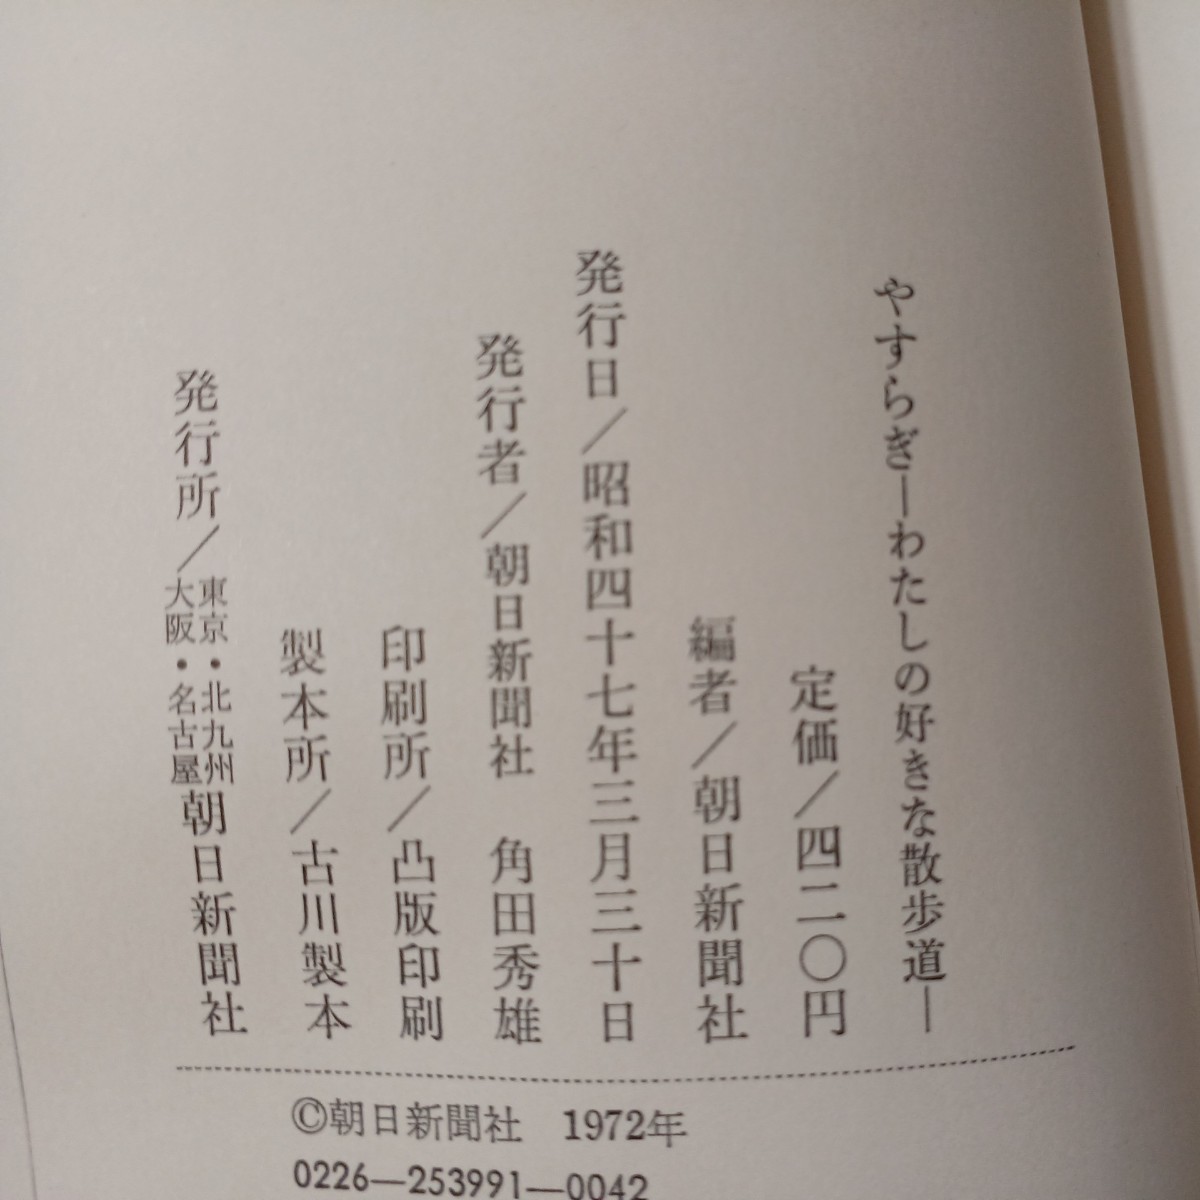 やすらぎ―わたしの好きな散歩道―
定価／四二〇円
編者／朝日新聞社
発行日／昭和四十七年三月三十日
発行者／朝日新聞社　角田秀雄
印刷所／凸版印刷
製本所／古川製本
発行所／東京・北九州大阪・名古屋朝日新聞社
©朝日新聞社　1972年
0226―253991―0042